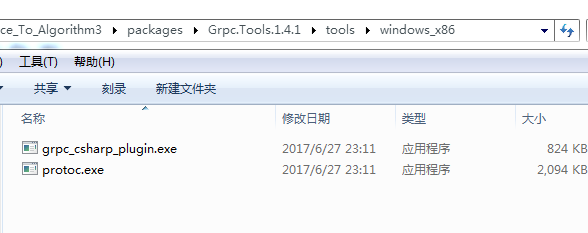 ce_To_Algorithm3 packages Grpc.Tools.1.4.1 tools windows_x86
) 工具(T) 帮助(H)
共享 刻录 新建文件夹
名称 修改日期 类型 大小
grpc_csharp_plugin.exe 2017/6/27 23:11 应用程序 824 KB
protoc.exe 2017/6/27 23:11 应用程序 2,094 KB